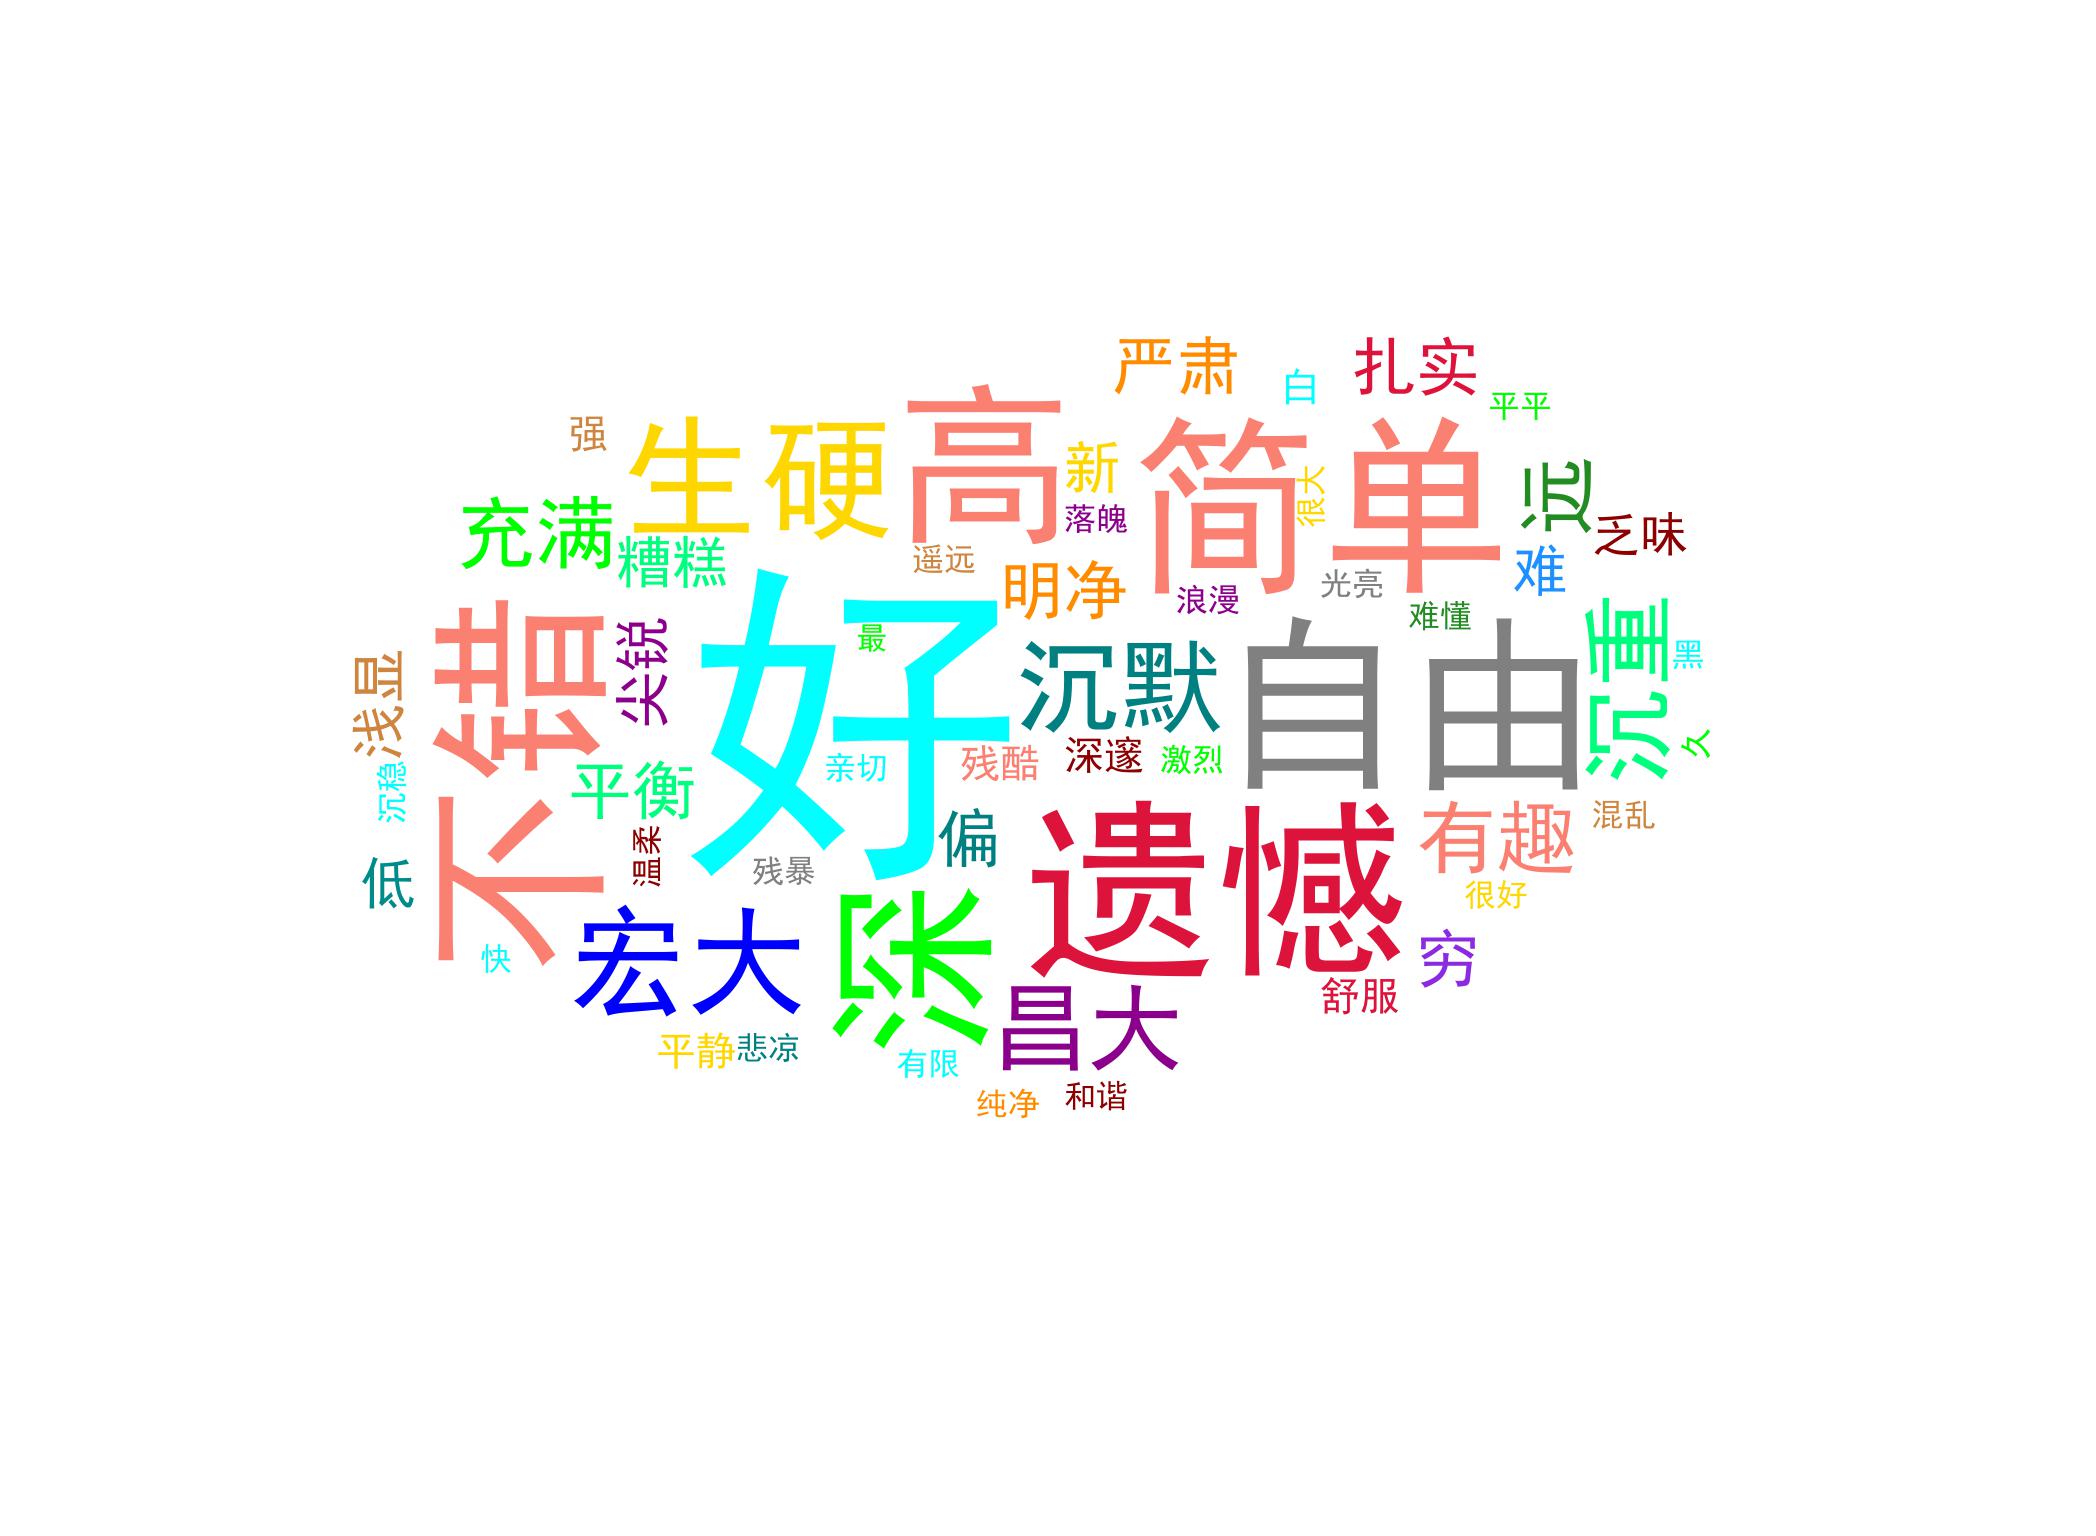 严肃
扎实
白
平平
强
生硬
高
新
简单
很大
远
充满
糟糕
落魄
遥远
乏味
难
明净
浪漫
光亮
难懂
不错
尖锐
好
最
沉默
自由
沉重
黑
浅显
久
沉稳
平衡
亲切
残酷
深邃
激烈
遗憾
有趣
混乱
低
温柔
残暴
偏
很好
快
宏大
深
昌大
穷
舒服
平静
悲凉
有限
纯净
和谐